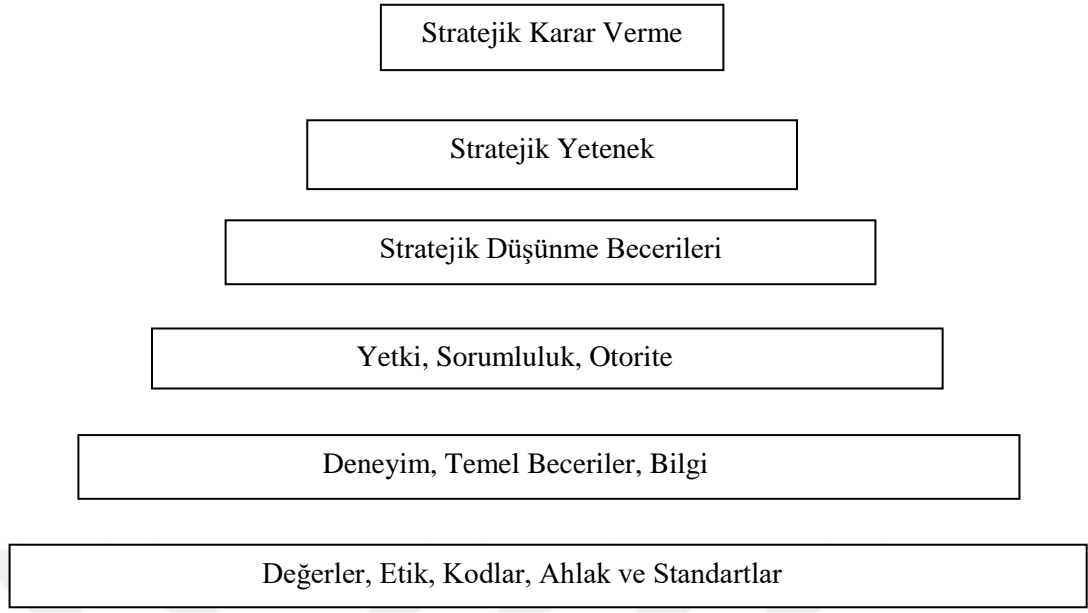 Stratejik Karar Verme
Stratejik Yetenek
Stratejik Düşünme Becerileri
Yetki, Sorumluluk, Otorite
Deneyim, Temel Beceriler, Bilgi
Değerler, Etik, Kodlar, Ahlak ve Standartlar